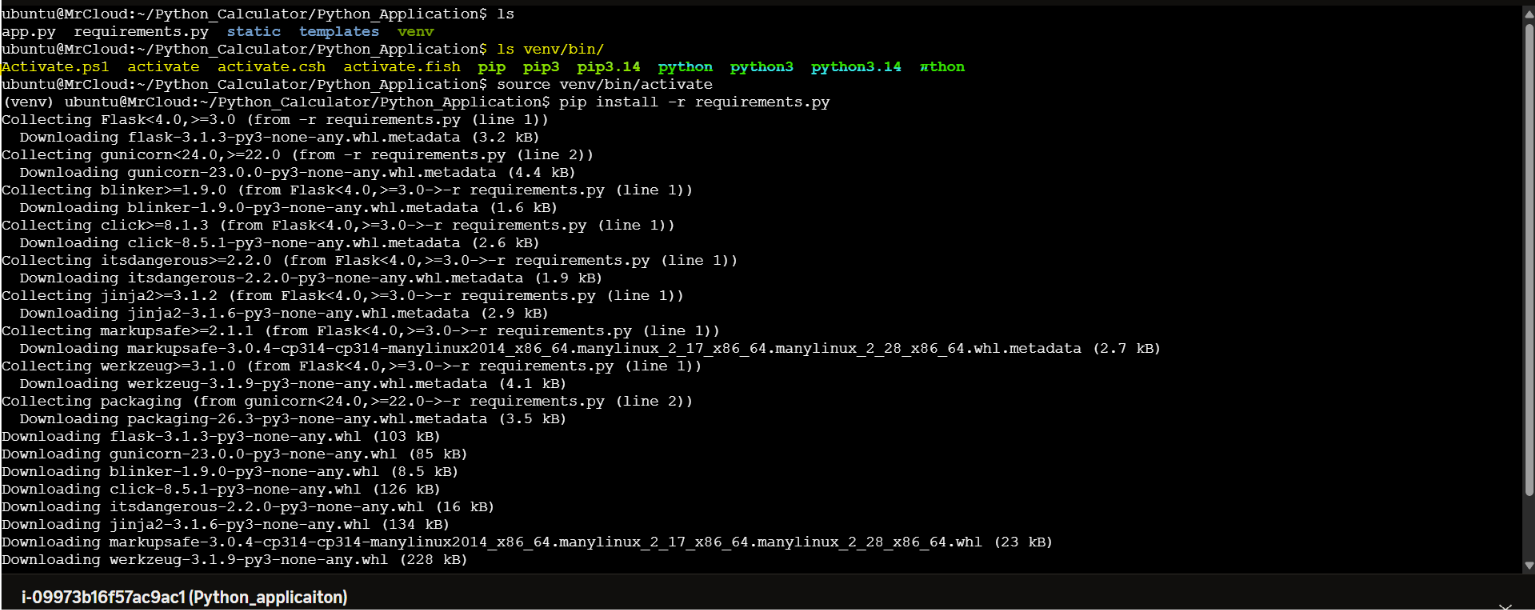 ubuntu@MrCloud:~/Python_Calculator/Python_Application$ ls
app.py  requirements.py  static  templates  venv
ubuntu@MrCloud:~/Python_Calculator/Python_Application$ ls venv/bin/
Activate.ps1  activate  activate.csh  activate.fish  pip  pip3  pip3.14  python  python3  python3.14  𝜋thon
ubuntu@MrCloud:~/Python_Calculator/Python_Application$ source venv/bin/activate
(venv) ubuntu@MrCloud:~/Python_Calculator/Python_Application$ pip install -r requirements.py
Collecting Flask<4.0,>=3.0 (from -r requirements.py (line 1))
  Downloading flask-3.1.3-py3-none-any.whl.metadata (3.2 kB)
Collecting gunicorn<24.0,>=22.0 (from -r requirements.py (line 2))
  Downloading gunicorn-23.0.0-py3-none-any.whl.metadata (4.4 kB)
Collecting blinker>=1.9.0 (from Flask<4.0,>=3.0->-r requirements.py (line 1))
  Downloading blinker-1.9.0-py3-none-any.whl.metadata (1.6 kB)
Collecting click>=8.1.3 (from Flask<4.0,>=3.0->-r requirements.py (line 1))
  Downloading click-8.5.1-py3-none-any.whl.metadata (2.6 kB)
Collecting itsdangerous>=2.2.0 (from Flask<4.0,>=3.0->-r requirements.py (line 1))
  Downloading itsdangerous-2.2.0-py3-none-any.whl.metadata (1.9 kB)
Collecting jinja2>=3.1.2 (from Flask<4.0,>=3.0->-r requirements.py (line 1))
  Downloading jinja2-3.1.6-py3-none-any.whl.metadata (2.9 kB)
Collecting markupsafe>=2.1.1 (from Flask<4.0,>=3.0->-r requirements.py (line 1))
  Downloading markupsafe-3.0.4-cp314-cp314-manylinux2014_x86_64.manylinux_2_17_x86_64.manylinux_2_28_x86_64.whl.metadata (2.7 kB)
Collecting werkzeug>=3.1.0 (from Flask<4.0,>=3.0->-r requirements.py (line 1))
  Downloading werkzeug-3.1.9-py3-none-any.whl.metadata (4.1 kB)
Collecting packaging (from gunicorn<24.0,>=22.0->-r requirements.py (line 2))
  Downloading packaging-26.3-py3-none-any.whl.metadata (3.5 kB)
Downloading flask-3.1.3-py3-none-any.whl (103 kB)
Downloading gunicorn-23.0.0-py3-none-any.whl (85 kB)
Downloading blinker-1.9.0-py3-none-any.whl (8.5 kB)
Downloading click-8.5.1-py3-none-any.whl (126 kB)
Downloading itsdangerous-2.2.0-py3-none-any.whl (16 kB)
Downloading jinja2-3.1.6-py3-none-any.whl (134 kB)
Downloading markupsafe-3.0.4-cp314-cp314-manylinux2014_x86_64.manylinux_2_17_x86_64.manylinux_2_28_x86_64.whl (23 kB)
Downloading werkzeug-3.1.9-py3-none-any.whl (228 kB)
i-09973b16f57ac9ac1 (Python_applicaiton)